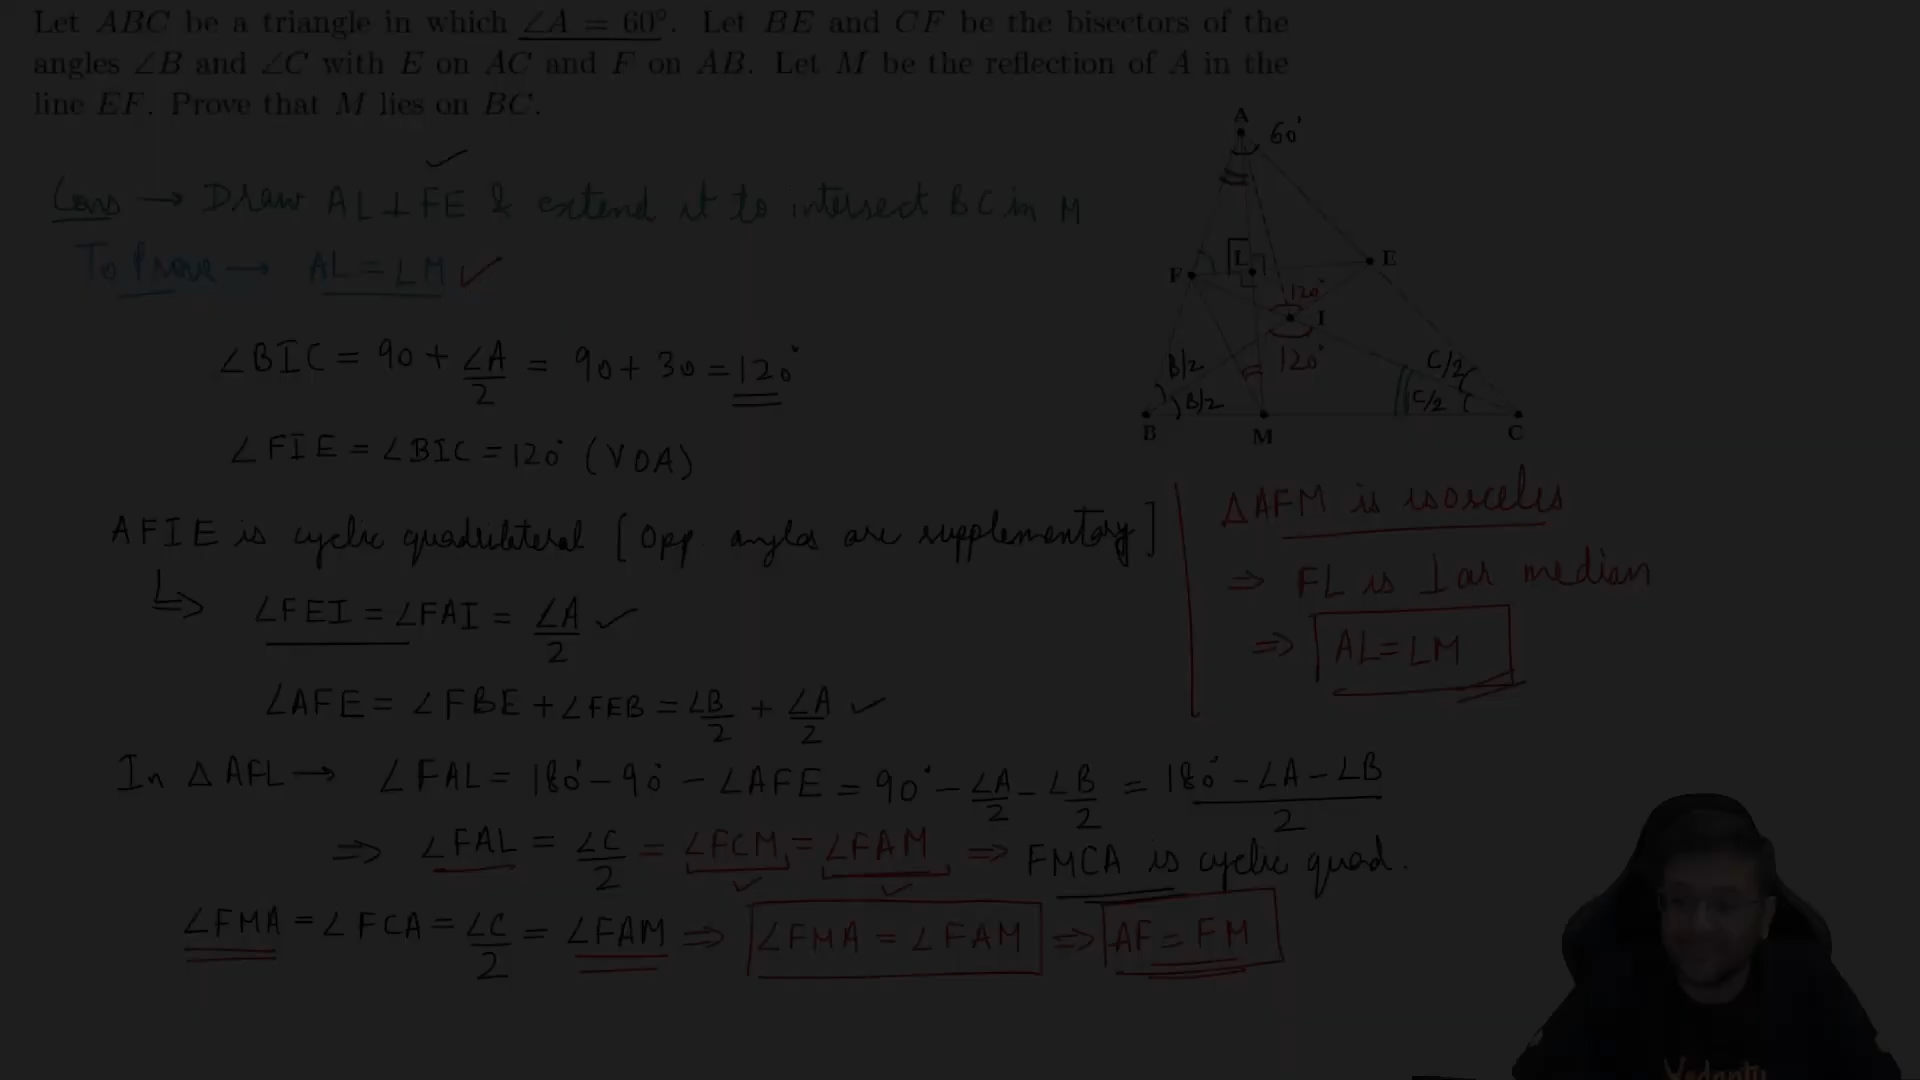 Let ABC be a triangle in which ∠A = 60°. Let BE and CF be the bisectors of the
angles ∠B and ∠C with E on AC and F on AB. Let M be the reflection of A in the
line EF. Prove that M lies on BC.
Cons → Draw AL⊥FE & extend it to intersect BC in M
To Prove → AL=LM ✓
∠BIC = 90 + ∠A/2 = 90 + 30 = 120°
∠FIE = ∠BIC = 120° (VOA)
AFIE is cyclic quadrilateral [Opp. angles are supplementary]
↳⇒ ∠FEI = ∠FAI = ∠A/2 ✓
∠AFE = ∠FBE + ∠FEB = ∠B/2 + ∠A/2 ✓
In △AFL → ∠FAL = 180° − 90° − ∠AFE = 90° − ∠A/2 − ∠B/2 = (180° − ∠A − ∠B)/2
⇒ ∠FAL = ∠C/2 = ∠FCM = ∠FAM ⇒ FMCA is cyclic quad.
∠FMA = ∠FCA = ∠C/2 = ∠FAM ⇒ ∠FMA = ∠FAM ⇒ AF = FM
A 60°
F L E
120°
I
120°
B/2 C/2
B/2 C/2
B M C
△AFM is isosceles
⇒ FL is ⊥ar median
⇒ AL=LM
Vedantu